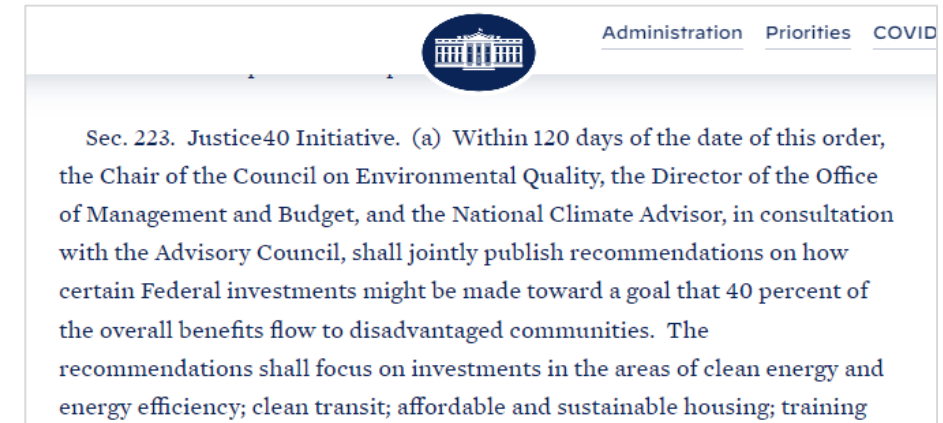 Administration Priorities COVID
Sec. 223. Justice40 Initiative. (a) Within 120 days of the date of this order,
the Chair of the Council on Environmental Quality, the Director of the Office
of Management and Budget, and the National Climate Advisor, in consultation
with the Advisory Council, shall jointly publish recommendations on how
certain Federal investments might be made toward a goal that 40 percent of
the overall benefits flow to disadvantaged communities. The
recommendations shall focus on investments in the areas of clean energy and
energy efficiency; clean transit; affordable and sustainable housing; training